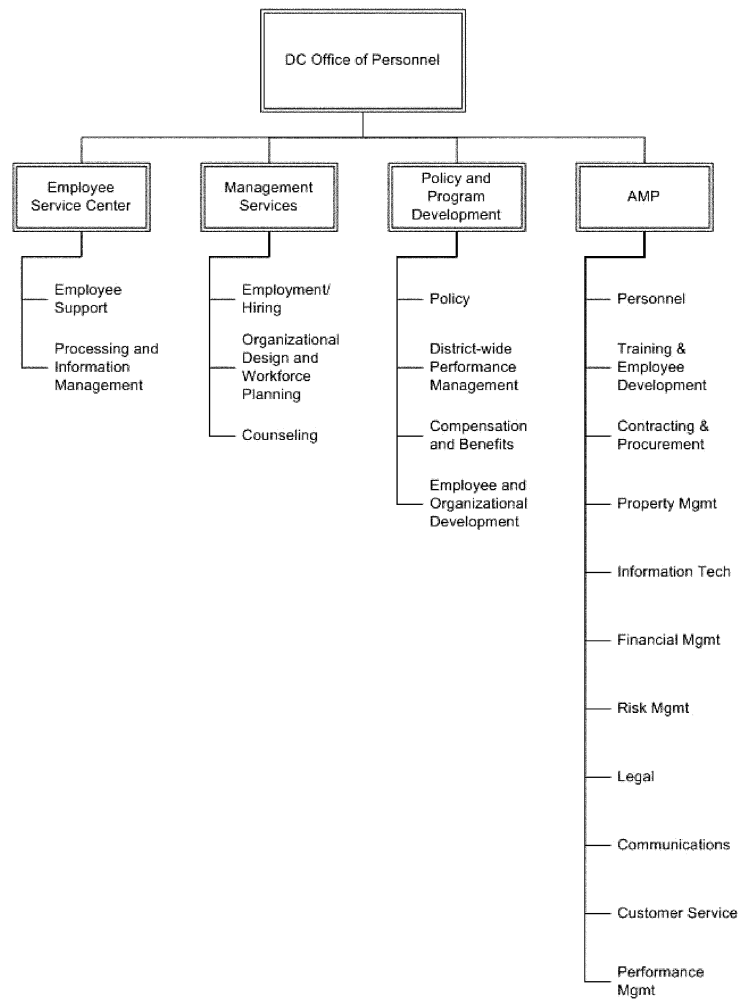 DC Office of Personnel
Employee
Service Center
Management
Services
Policy and
Program
Development
AMP
Employee
Support
Processing and
Information
Management
Employment/
Hiring
Organizational
Design and
Workforce
Planning
Counseling
Policy
District-wide
Performance
Management
Compensation
and Benefits
Employee and
Organizational
Development
Personnel
Training &
Employee
Development
Contracting &
Procurement
Property Mgmt
Information Tech
Financial Mgmt
Risk Mgmt
Legal
Communications
Customer Service
Performance
Mgmt